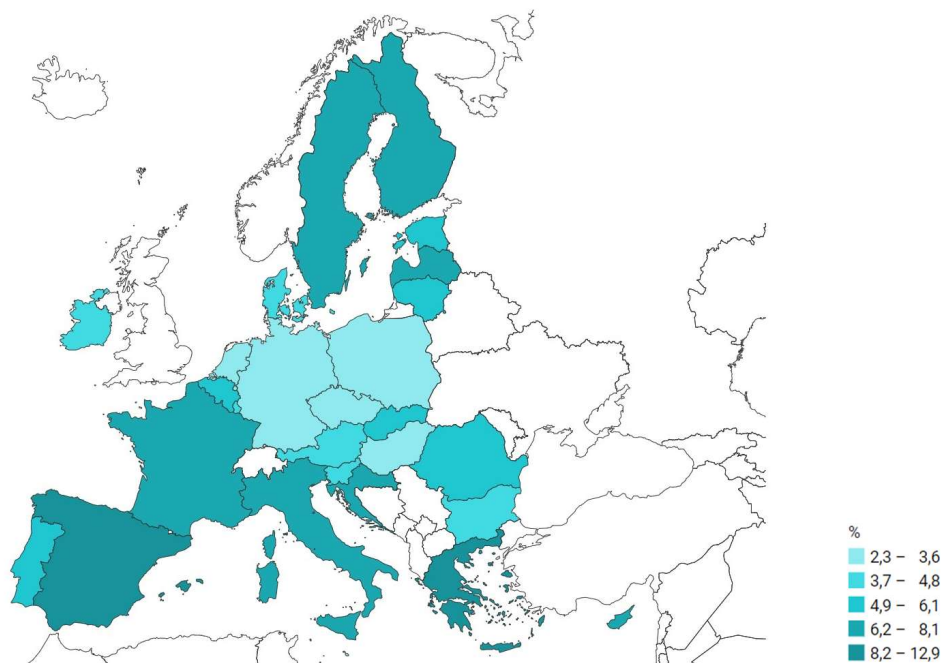 %
2,3 – 3,6
3,7 – 4,8
4,9 – 6,1
6,2 – 8,1
8,2 – 12,9